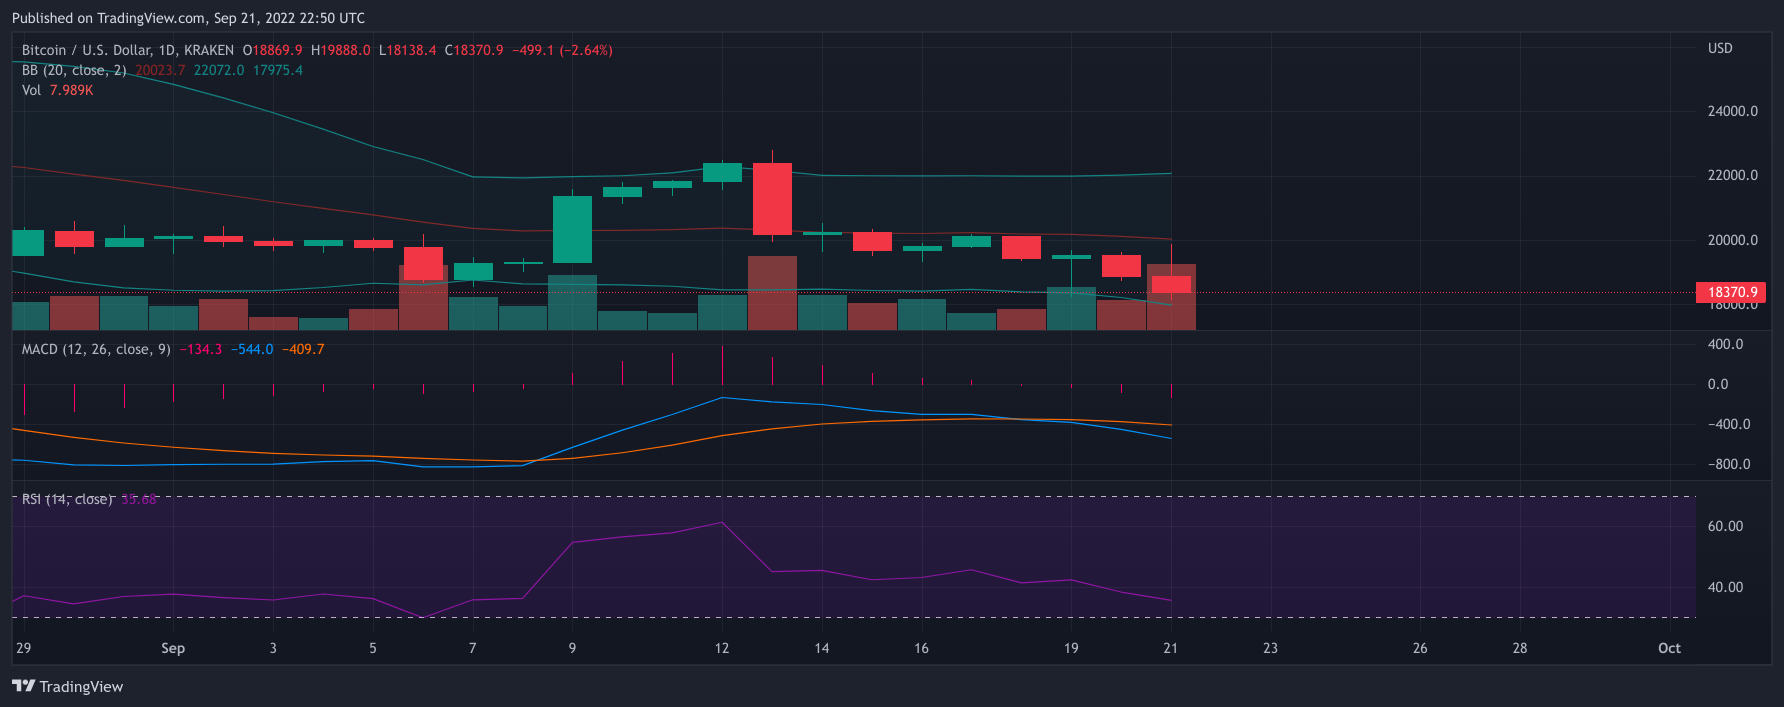 Published on TradingView.com, Sep 21, 2022 22:50 UTC
Bitcoin / U.S. Dollar, 1D, KRAKEN O18869.9 H19888.0 L18138.4 C18370.9 −499.1 (−2.64%)
USD
BB (20, close, 2) 20023.7 22072.0 17975.4
Vol 7.989K
24000.0
22000.0
20000.0
18370.9
18000.0
MACD (12, 26, close, 9) −134.3 −544.0 −409.7
400.0
0.0
−400.0
−800.0
RSI (14, close) 35.68
60.00
40.00
29 Sep 3 5 7 9 12 14 16 19 21 23 26 28 Oct
TradingView